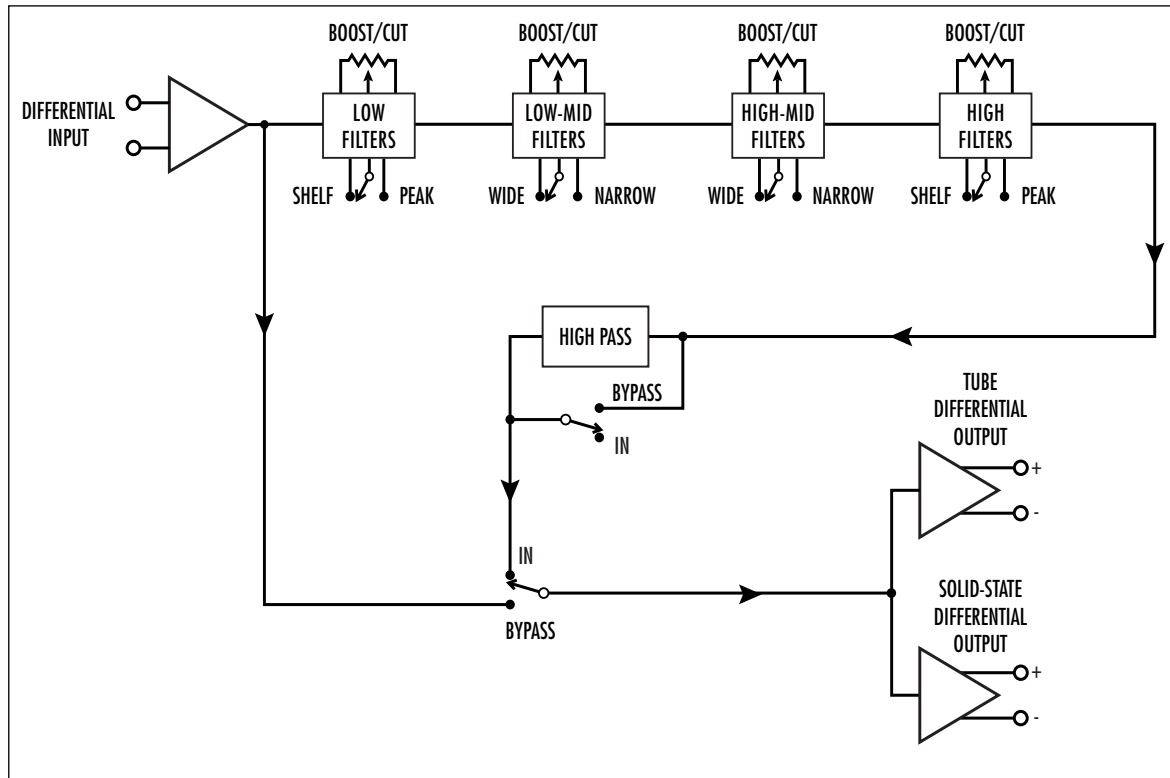 BOOST/CUT
BOOST/CUT
BOOST/CUT
BOOST/CUT
DIFFERENTIAL
INPUT
LOW
FILTERS
LOW-MID
FILTERS
HIGH-MID
FILTERS
HIGH
FILTERS
SHELF
PEAK
WIDE
NARROW
WIDE
NARROW
SHELF
PEAK
HIGH PASS
BYPASS
IN
TUBE
DIFFERENTIAL
OUTPUT
+
-
IN
BYPASS
SOLID-STATE
DIFFERENTIAL
OUTPUT
+
-